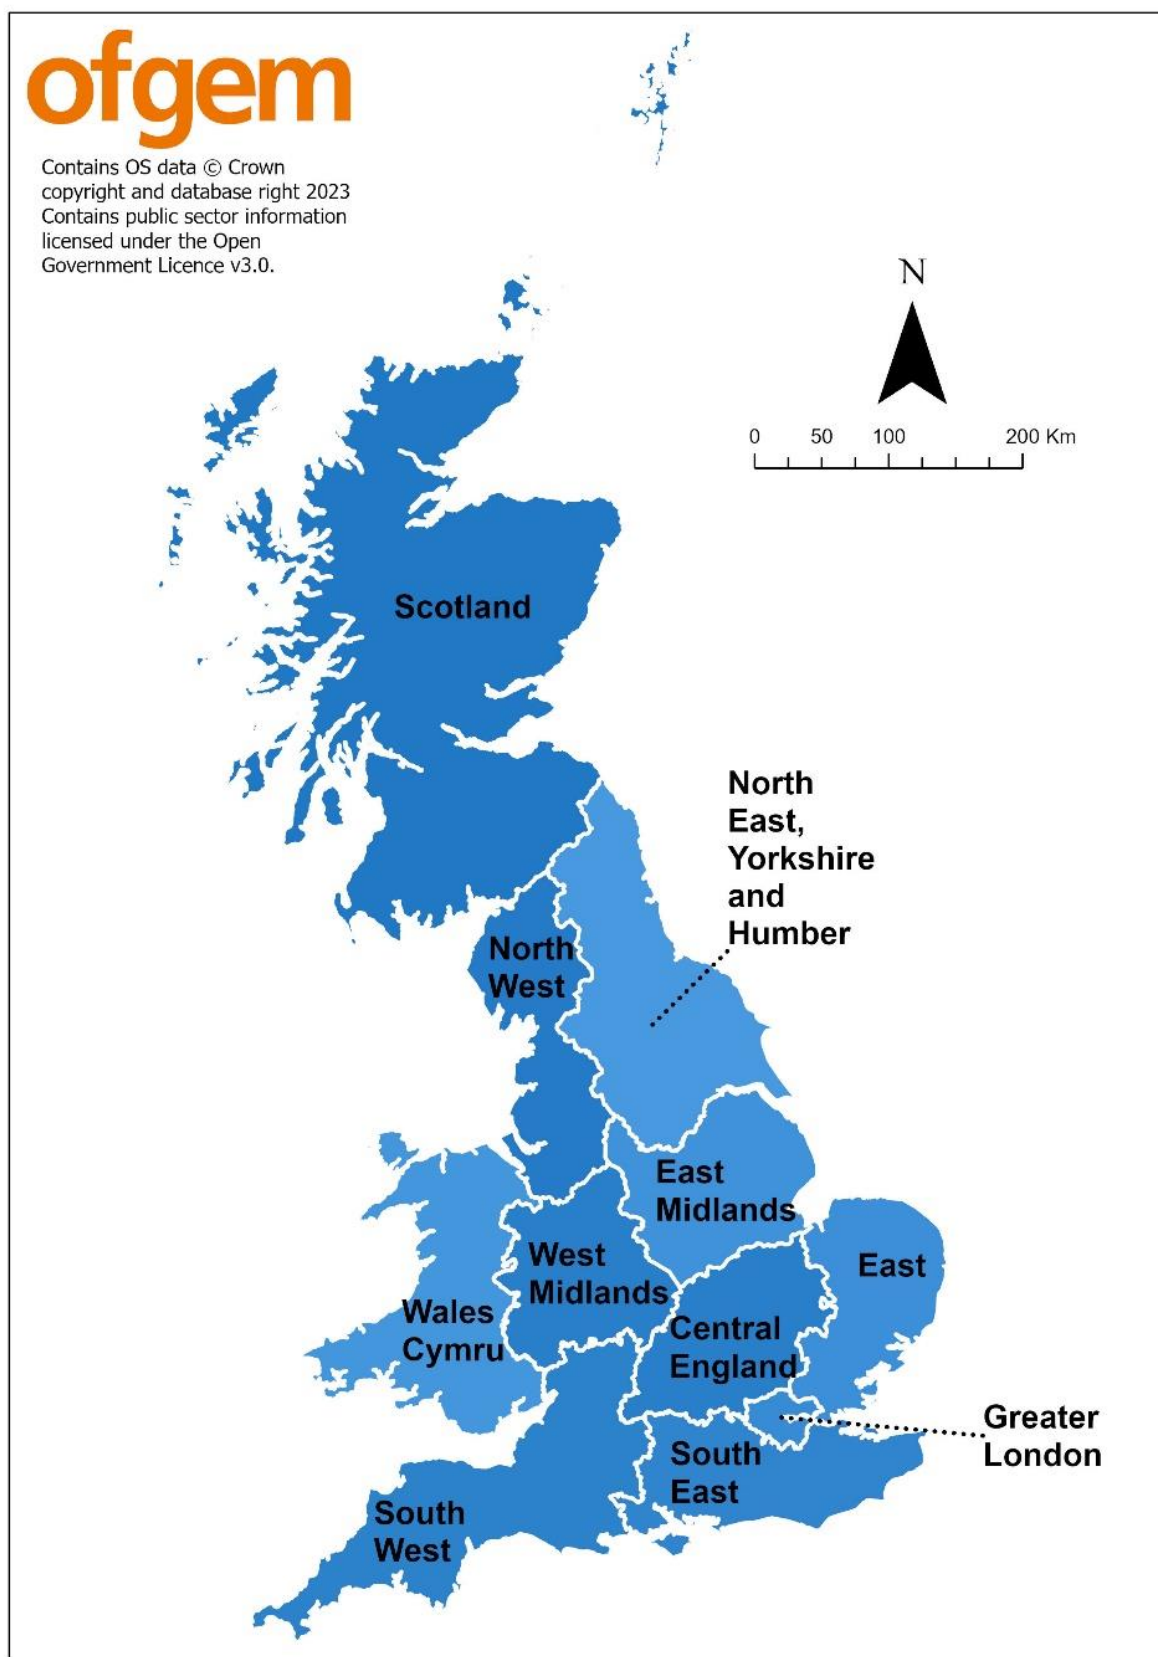 ofgem
Contains OS data © Crown
copyright and database right 2023
Contains public sector information
licensed under the Open
Government Licence v3.0.
N
0 50 100 200 Km
Scotland
North
East,
Yorkshire
and
Humber
North
West
East
Midlands
West
Midlands
East
Wales
Cymru
Central
England
Greater
London
South
East
South
West